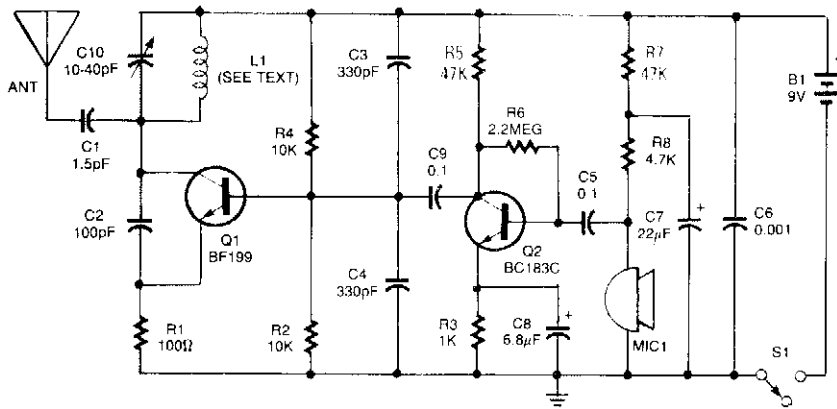 ANT
C10
10-40pF
L1
(SEE TEXT)
C1
1.5pF
C2
100pF
Q1
BF199
R1
100Ω
R4
10K
R2
10K
C3
330pF
C4
330pF
C9
0.1
R5
47K
R6
2.2MEG
C5
0.1
Q2
BC183C
R3
1K
C8
6.8µF
+
R7
47K
R8
4.7K
C7
22µF
+
MIC1
C6
0.001
B1
9V
+
S1